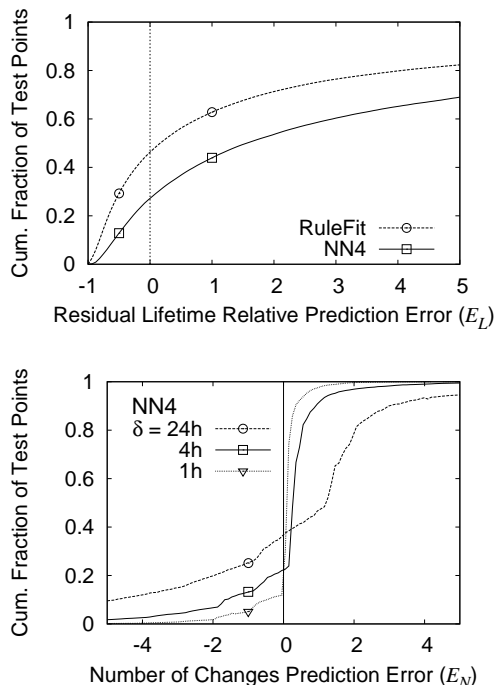 Cum. Fraction of Test Points
1
0.8
0.6
0.4
0.2
0
RuleFit
NN4
-1 0 1 2 3 4 5
Residual Lifetime Relative Prediction Error (E_L)
Cum. Fraction of Test Points
1
0.8
0.6
0.4
0.2
0
NN4
δ = 24h
4h
1h
-4 -2 0 2 4
Number of Changes Prediction Error (E_N)